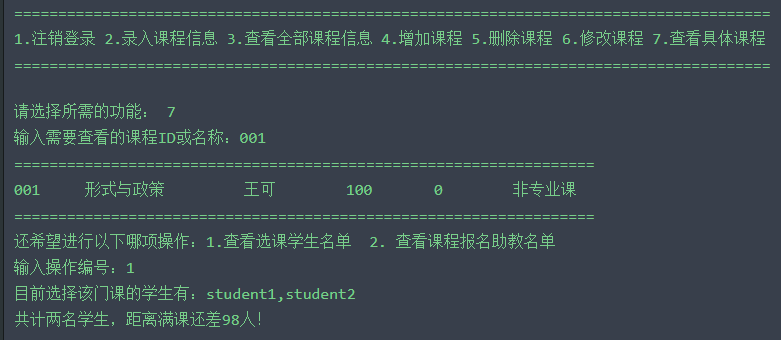 =====================================================================================
1.注销登录 2.录入课程信息 3.查看全部课程信息 4.增加课程 5.删除课程 6.修改课程 7.查看具体课程
=====================================================================================
请选择所需的功能： 7
输入需要查看的课程ID或名称：001
=================================================================
001     形式与政策         王可        100       0        非专业课
=================================================================
还希望进行以下哪项操作：1.查看选课学生名单  2. 查看课程报名助教名单
输入操作编号：1
目前选择该门课的学生有：student1,student2
共计两名学生，距离满课还差98人！